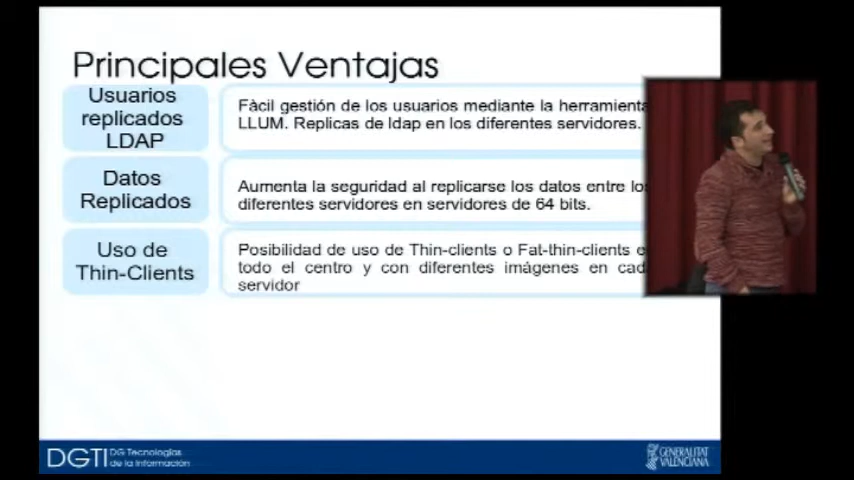 Principales Ventajas
Usuarios
replicados
LDAP
Fàcil gestión de los usuarios mediante la herramienta
LLUM. Replicas de ldap en los diferentes servidores.
Datos
Replicados
Aumenta la seguridad al replicarse los datos entre
diferentes servidores en servidores de 64 bits.
Uso de
Thin-Clients
Posibilidad de uso de Thin-clients o Fat-thin-clients
todo el centro y con diferentes imágenes en
servidor
DGTI DG Tecnologías
de la Información
GENERALITAT
VALENCIANA